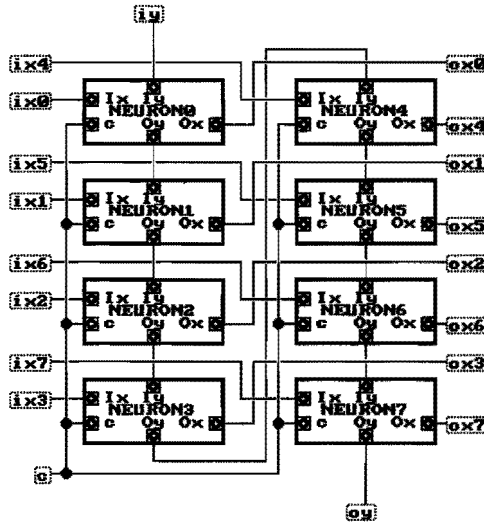 iy
ix4 ox0
ix0 Ix Iy Ix Iy
NEURON0 NEURON4
c Oy Ox c Oy Ox ox4
ix5 ox1
ix1 Ix Iy Ix Iy
NEURON1 NEURON5
c Oy Ox c Oy Ox ox5
ix6 ox2
ix2 Ix Iy Ix Iy
NEURON2 NEURON6
c Oy Ox c Oy Ox ox6
ix7 ox3
ix3 Ix Iy Ix Iy
NEURON3 NEURON7
c Oy Ox c Oy Ox ox7
c
oy